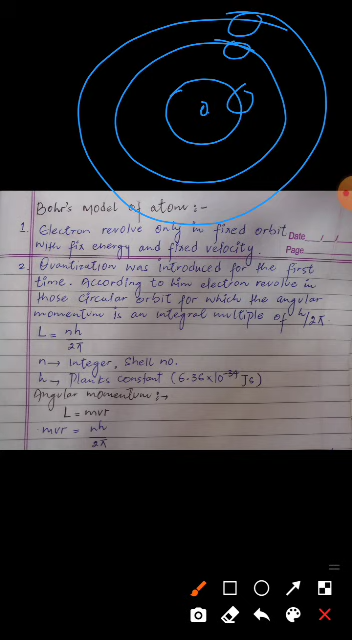 Bohr's model of atom :-
1. Electron revolve only in fixed orbit
Date
with fix energy and fixed velocity.
Page
2. Quantization was introduced for the first
time. According to him electron revolve in
those circular orbit for which the angular
momentum is an integral multiple of h/2π.
L = nh
2π
n → Integer, shell no.
h → Planks constant (6.36×10⁻³⁴ Js)
Angular momentum :→
L = mvr
mvr = nh
2π